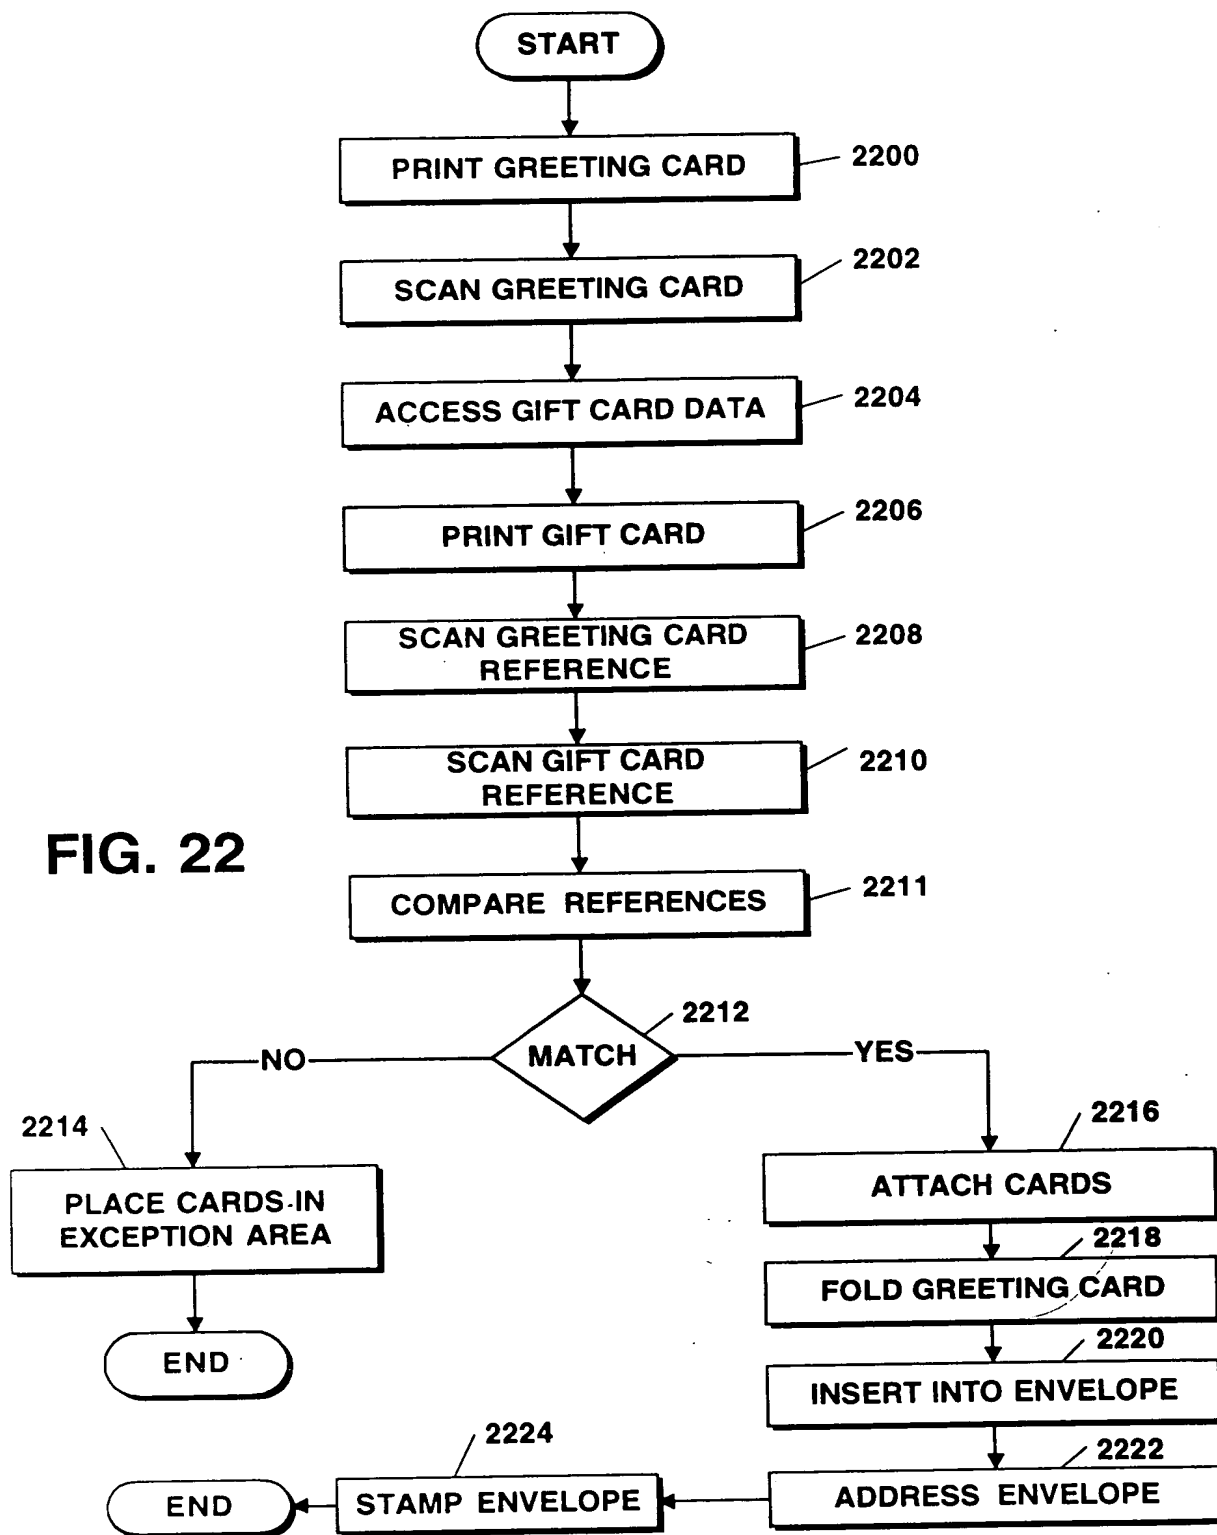 START
PRINT GREETING CARD
2200
SCAN GREETING CARD
2202
ACCESS GIFT CARD DATA
2204
PRINT GIFT CARD
2206
SCAN GREETING CARD
REFERENCE
2208
SCAN GIFT CARD
REFERENCE
2210
FIG. 22
COMPARE REFERENCES
2211
MATCH
2212
NO
YES
2214
PLACE CARDS IN
EXCEPTION AREA
END
2216
ATTACH CARDS
2218
FOLD GREETING CARD
2220
INSERT INTO ENVELOPE
2222
ADDRESS ENVELOPE
2224
STAMP ENVELOPE
END